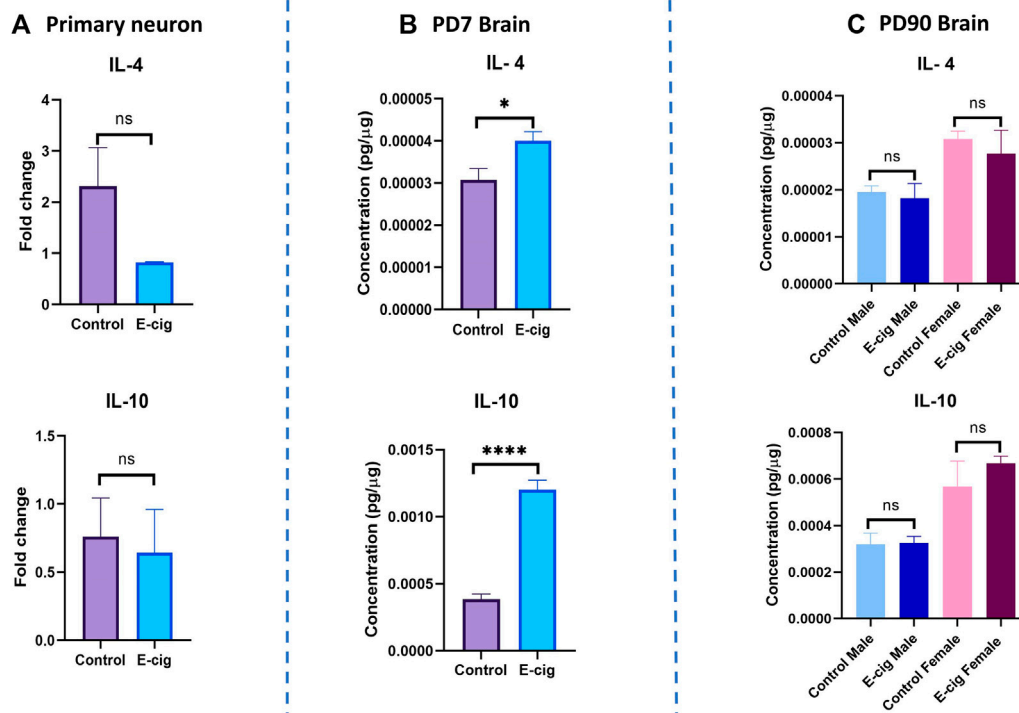 A Primary neuron
IL-4
Fold change
4
3
2
1
0
ns
Control
E-cig
IL-10
Fold change
1.5
1.0
0.5
0.0
ns
Control
E-cig
B PD7 Brain
IL- 4
Concentration (pg/µg)
0.00005
0.00004
0.00003
0.00002
0.00001
0.00000
*
Control
E-cig
IL-10
Concentration (pg/µg)
0.0015
0.0010
0.0005
0.0000
****
Control
E-cig
C PD90 Brain
IL- 4
Concentration (pg/µg)
0.00004
0.00003
0.00002
0.00001
0.00000
ns
ns
Control Male
E-cig Male
Control Female
E-cig Female
IL-10
Concentration (pg/µg)
0.0008
0.0006
0.0004
0.0002
0.0000
ns
ns
Control Male
E-cig Male
Control Female
E-cig Female